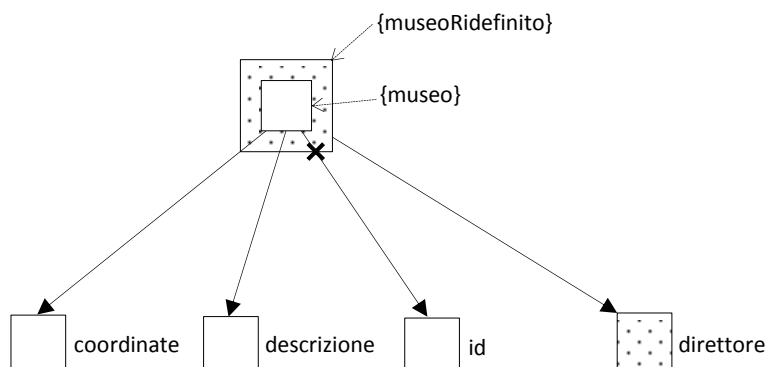 {museoRidefinito}
{museo}
coordinate
descrizione
id
direttore